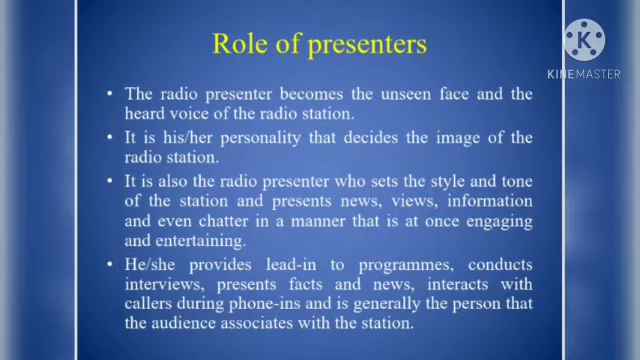 Role of presenters
K
KINEMASTER
• The radio presenter becomes the unseen face and the
heard voice of the radio station.
• It is his/her personality that decides the image of the
radio station.
• It is also the radio presenter who sets the style and tone
of the station and presents news, views, information
and even chatter in a manner that is at once engaging
and entertaining.
• He/she provides lead-in to programmes, conducts
interviews, presents facts and news, interacts with
callers during phone-ins and is generally the person that
the audience associates with the station.